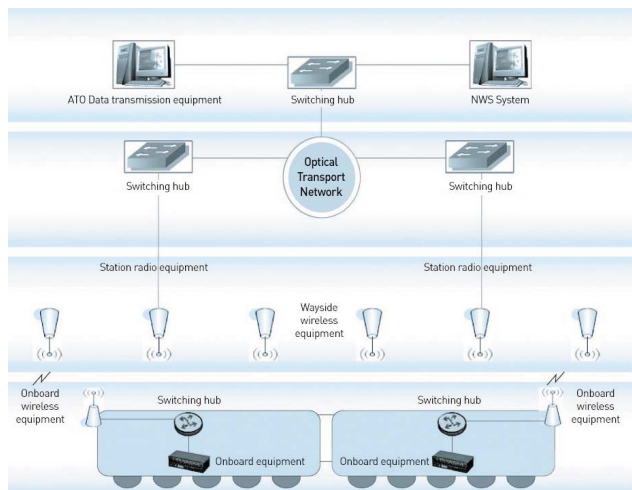 ATO Data transmission equipment
Switching hub
NWS System
Optical
Transport
Network
Switching hub
Switching hub
Station radio equipment
Station radio equipment
Wayside
wireless
equipment
Onboard
wireless
equipment
Switching hub
Switching hub
Onboard
wireless
equipment
Onboard equipment
Onboard equipment